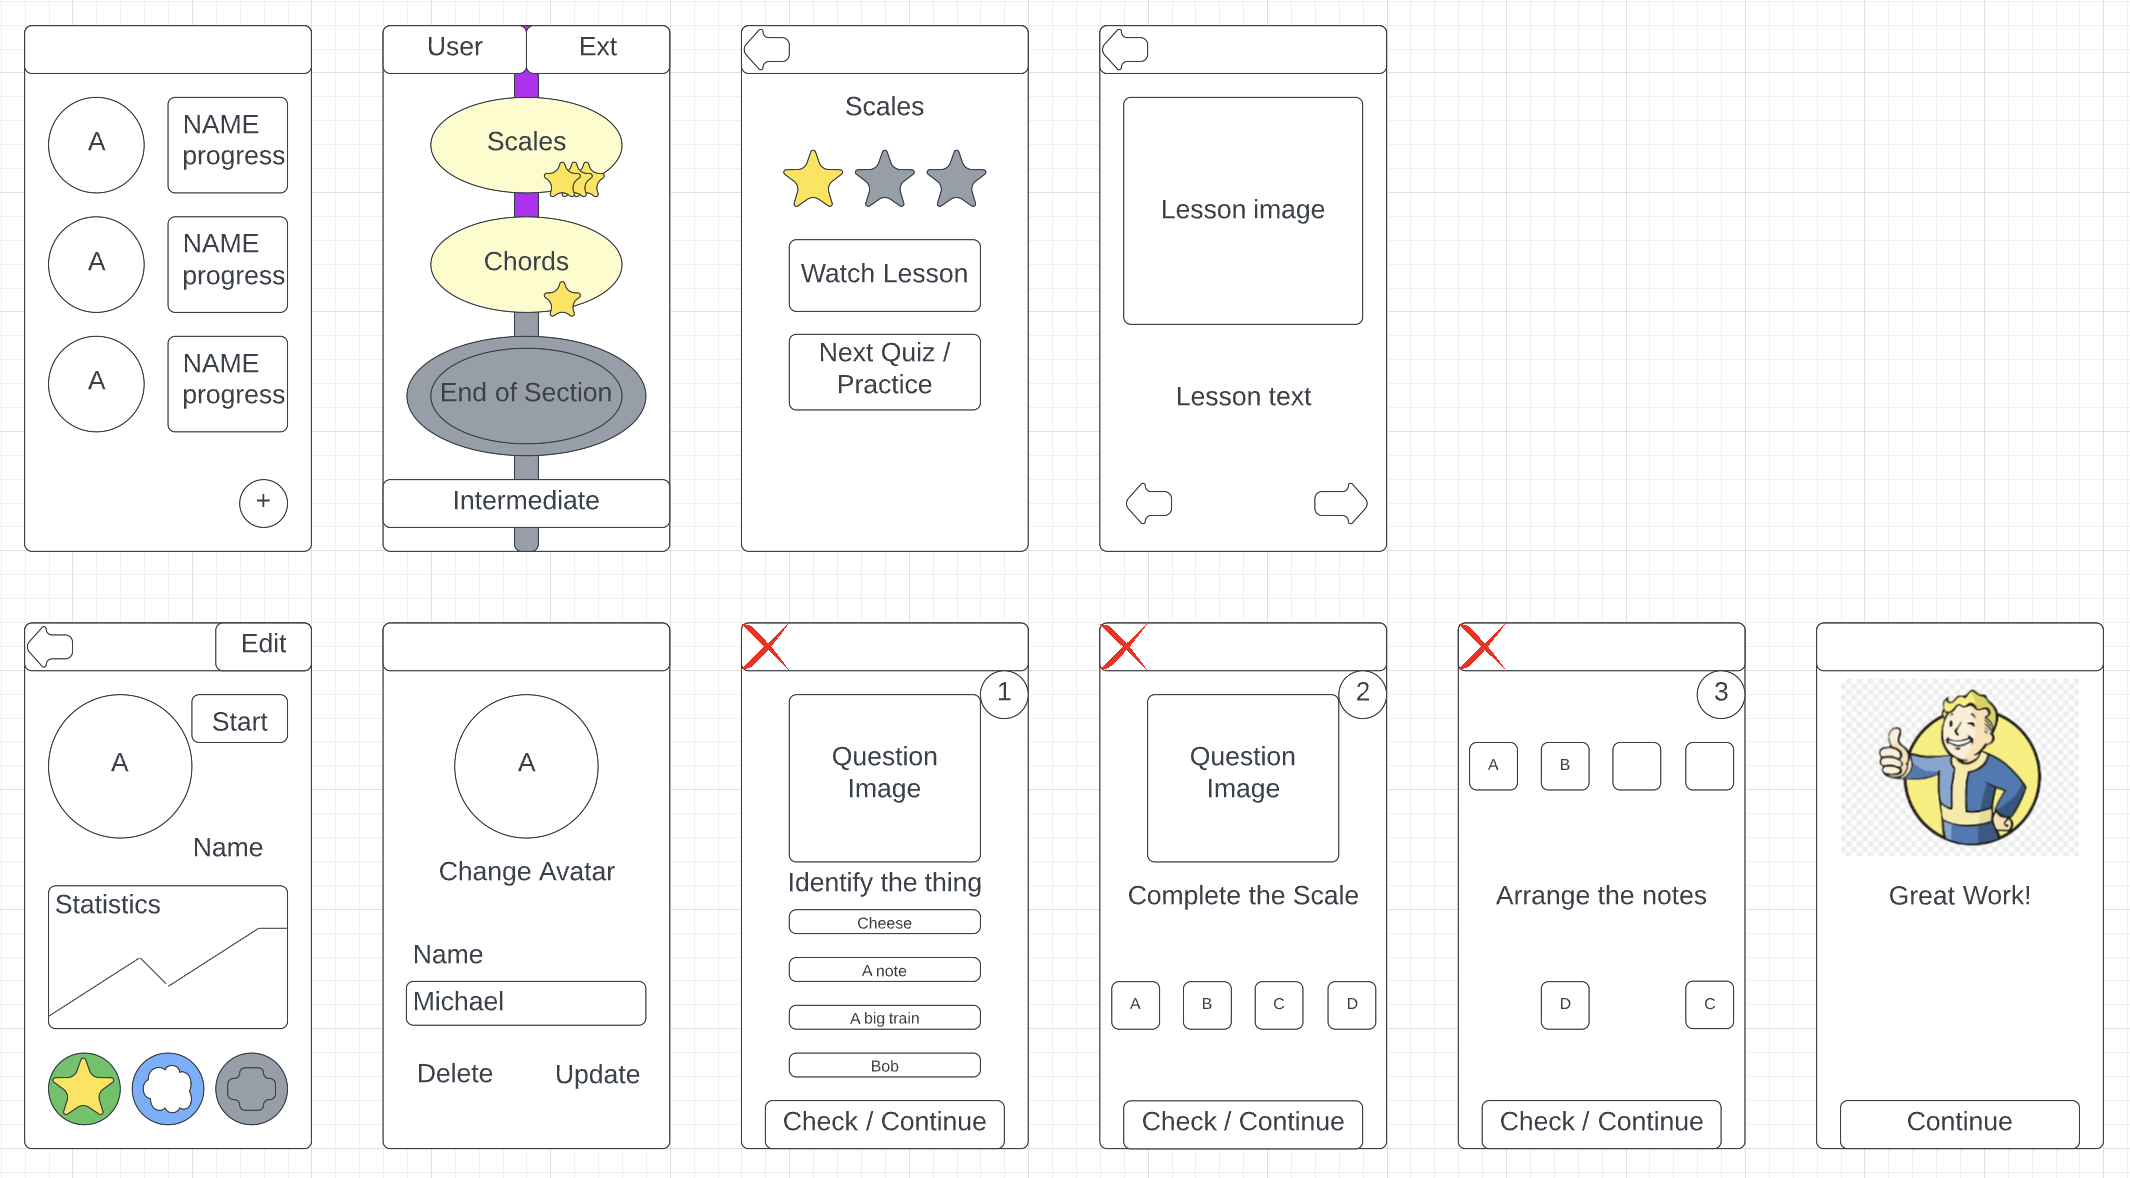 A
NAME
progress
A
NAME
progress
A
NAME
progress
+
User
Ext
Scales
Chords
End of Section
Intermediate
Scales
Watch Lesson
Next Quiz /
Practice
Lesson image
Lesson text
Edit
A
Start
Name
Statistics
A
Change Avatar
Name
Michael
Delete
Update
1
Question
Image
Identify the thing
Cheese
A note
A big train
Bob
Check / Continue
2
Question
Image
Complete the Scale
A
B
C
D
Check / Continue
3
A
B
Arrange the notes
D
C
Check / Continue
Great Work!
Continue